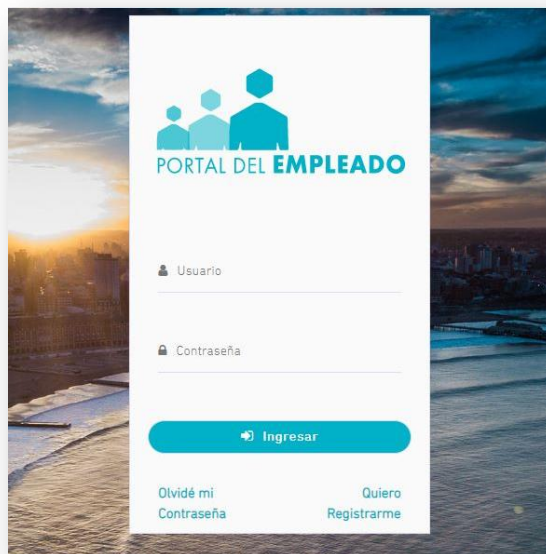 PORTAL DEL EMPLEADO
Usuario
Contraseña
Ingresar
Olvidé mi
Contraseña
Quiero
Registrarme